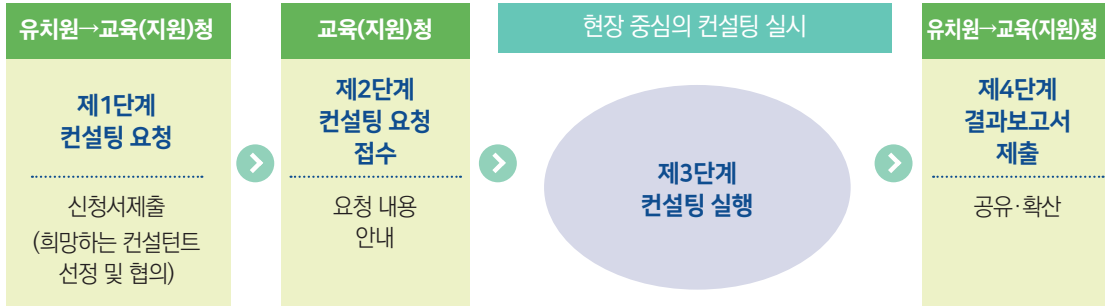 유치원→교육(지원)청
제1단계
컨설팅 요청
신청서제출
(희망하는 컨설턴트
선정 및 협의)
교육(지원)청
제2단계
컨설팅 요청
접수
요청 내용
안내
현장 중심의 컨설팅 실시
제3단계
컨설팅 실행
유치원→교육(지원)청
제4단계
결과보고서
제출
공유·확산